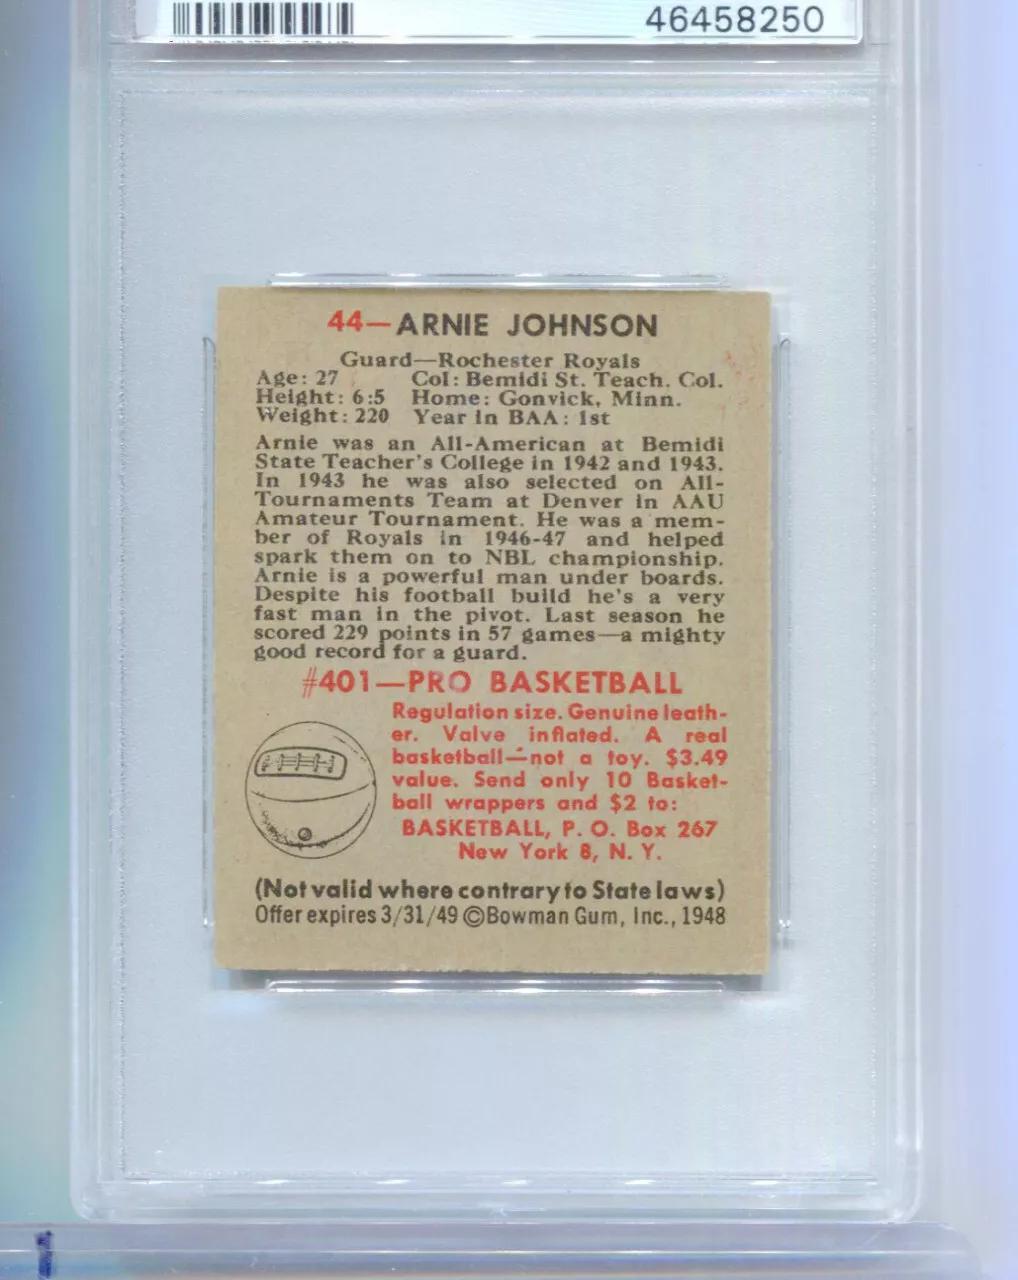 46458250
44—ARNIE JOHNSON
Guard—Rochester Royals
Age: 27 Col: Bemidi St. Teach. Col.
Height: 6:5 Home: Gonvick, Minn.
Weight: 220 Year in BAA: 1st
Arnie was an All-American at Bemidi
State Teacher's College in 1942 and 1943.
In 1943 he was also selected on All-
Tournaments Team at Denver in AAU
Amateur Tournament. He was a mem-
ber of Royals in 1946-47 and helped
spark them on to NBL championship.
Arnie is a powerful man under boards.
Despite his football build he's a very
fast man in the pivot. Last season he
scored 229 points in 57 games—a mighty
good record for a guard.
#401—PRO BASKETBALL
Regulation size. Genuine leath-
er. Valve inflated. A real
basketball—not a toy. $3.49
value. Send only 10 Basket-
ball wrappers and $2 to:
BASKETBALL, P. O. Box 267
New York 8, N. Y.
(Not valid where contrary to State laws)
Offer expires 3/31/49 ©Bowman Gum, Inc., 1948